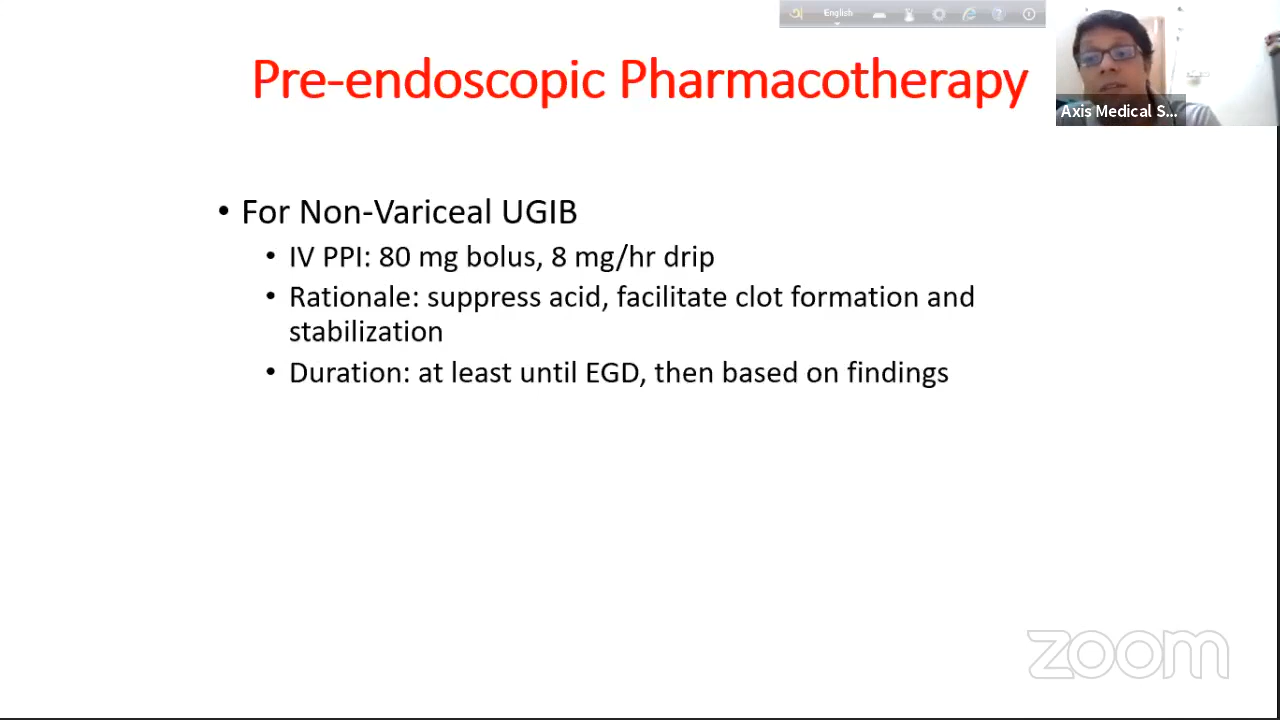 অ English
Pre-endoscopic Pharmacotherapy
Axis Medical S...
• For Non-Variceal UGIB
• IV PPI: 80 mg bolus, 8 mg/hr drip
• Rationale: suppress acid, facilitate clot formation and
stabilization
• Duration: at least until EGD, then based on findings
zoom